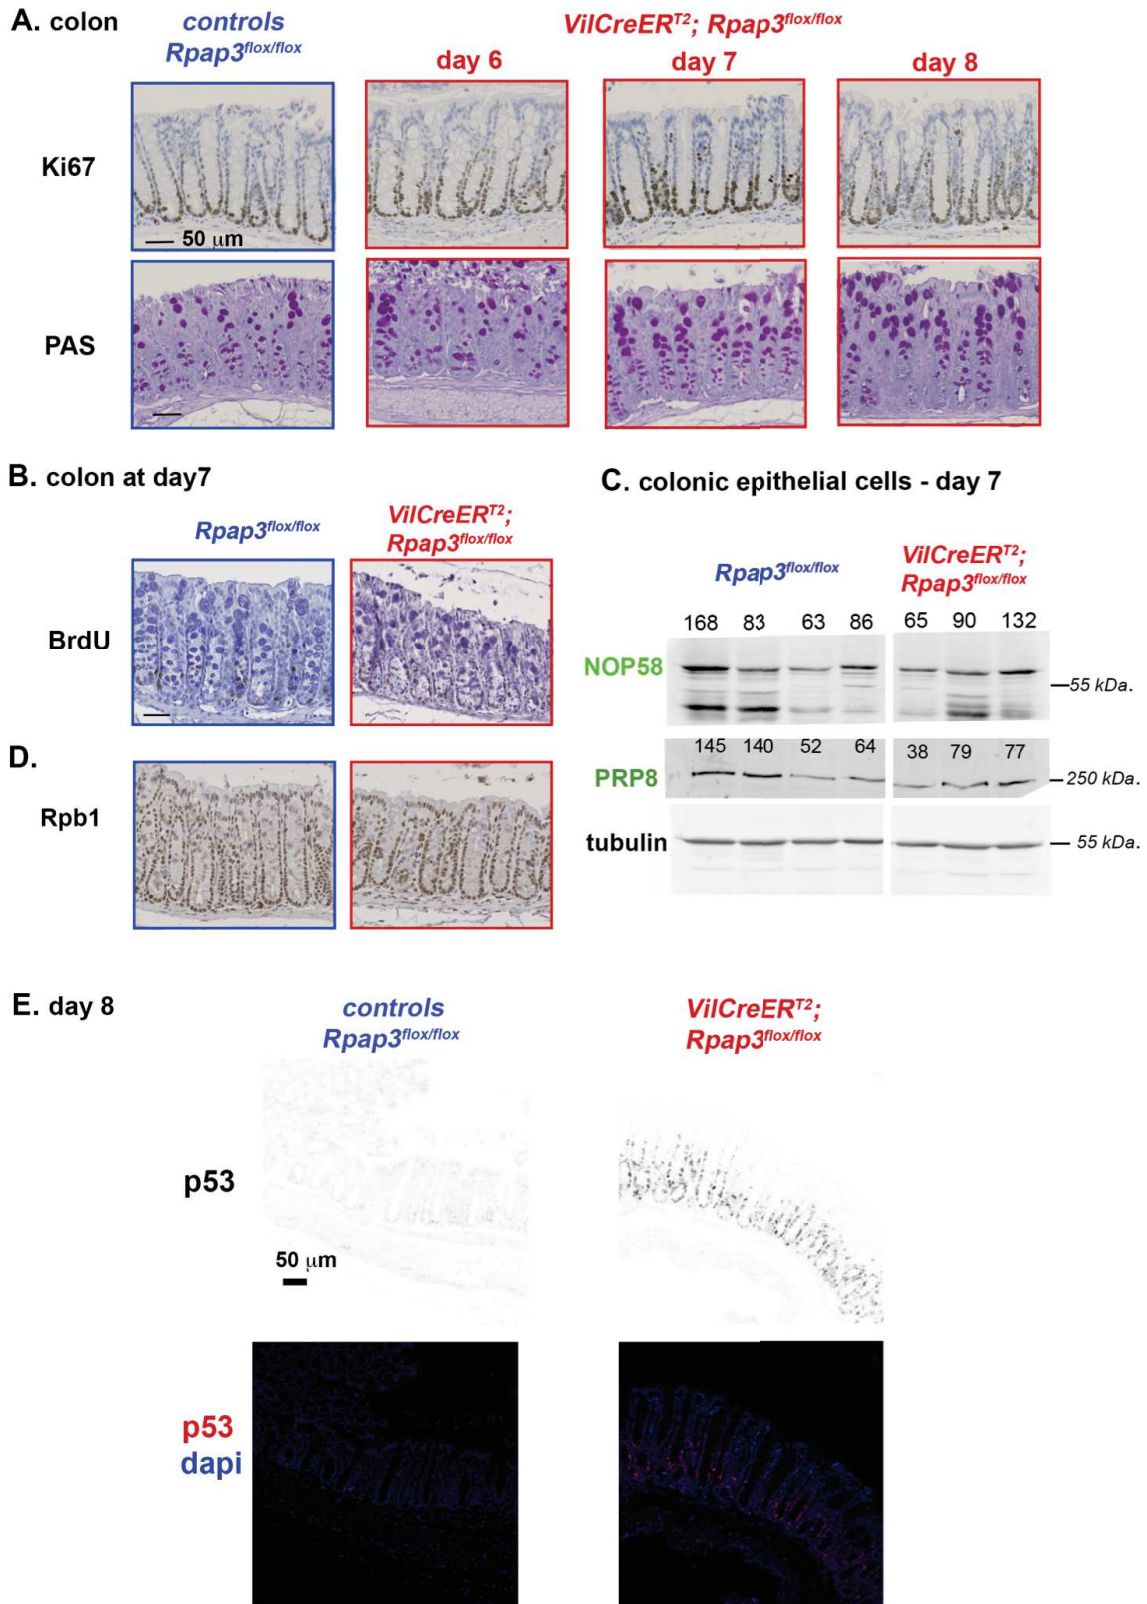 A. colon
controls
Rpap3flox/flox
VilCreERT2; Rpap3flox/flox
day 6 day 7 day 8
Ki67
50 μm
PAS
B. colon at day7
Rpap3flox/flox
VilCreERT2;
Rpap3flox/flox
BrdU
C. colonic epithelial cells - day 7
Rpap3flox/flox
VilCreERT2;
Rpap3flox/flox
168 83 63 86 65 90 132
NOP58
55 kDa.
145 140 52 64 38 79 77
PRP8
250 kDa.
tubulin
55 kDa.
D.
Rpb1
E. day 8
controls
Rpap3flox/flox
VilCreERT2;
Rpap3flox/flox
p53
50 μm
p53
dapi